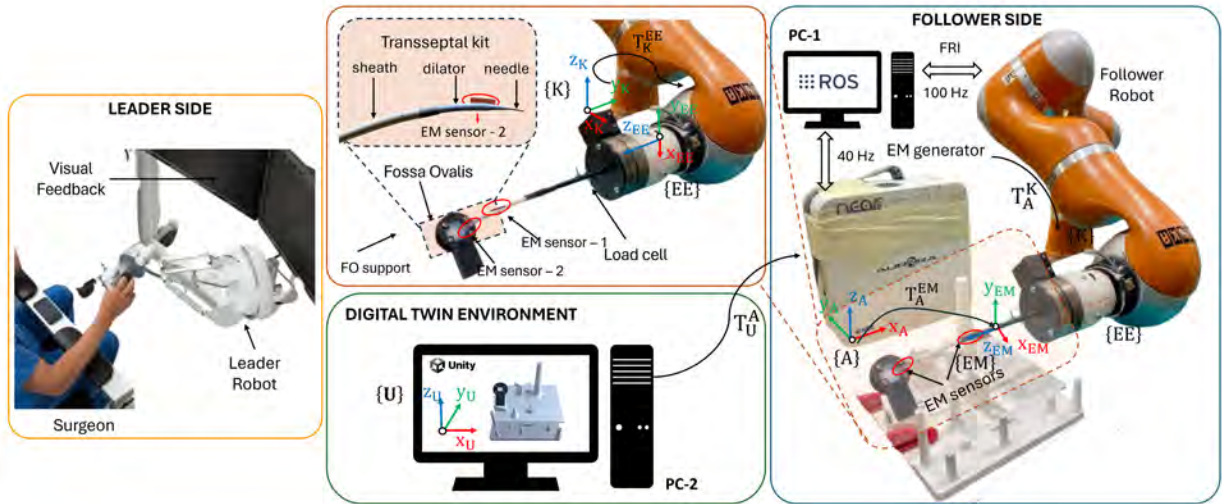 LEADER SIDE
Visual
Feedback
Leader
Robot
Surgeon
Transseptal kit
sheath
dilator
needle
EM sensor - 2
{K}
z_K
y_K
x_K
T_K^EE
z_EE
y_EE
x_EE
{EE}
Fossa Ovalis
EM sensor – 1
Load cell
FO support
EM sensor – 2
DIGITAL TWIN ENVIRONMENT
Unity
{U}
z_U
y_U
x_U
PC-2
T_U^A
FOLLOWER SIDE
PC-1
ROS
FRI
100 Hz
Follower
Robot
40 Hz
EM generator
T_A^K
{K}
AURORA
T_A^EM
z_A
y_A
x_A
{A}
y_EM
x_EM
z_EM
{EM}
{EE}
EM sensors